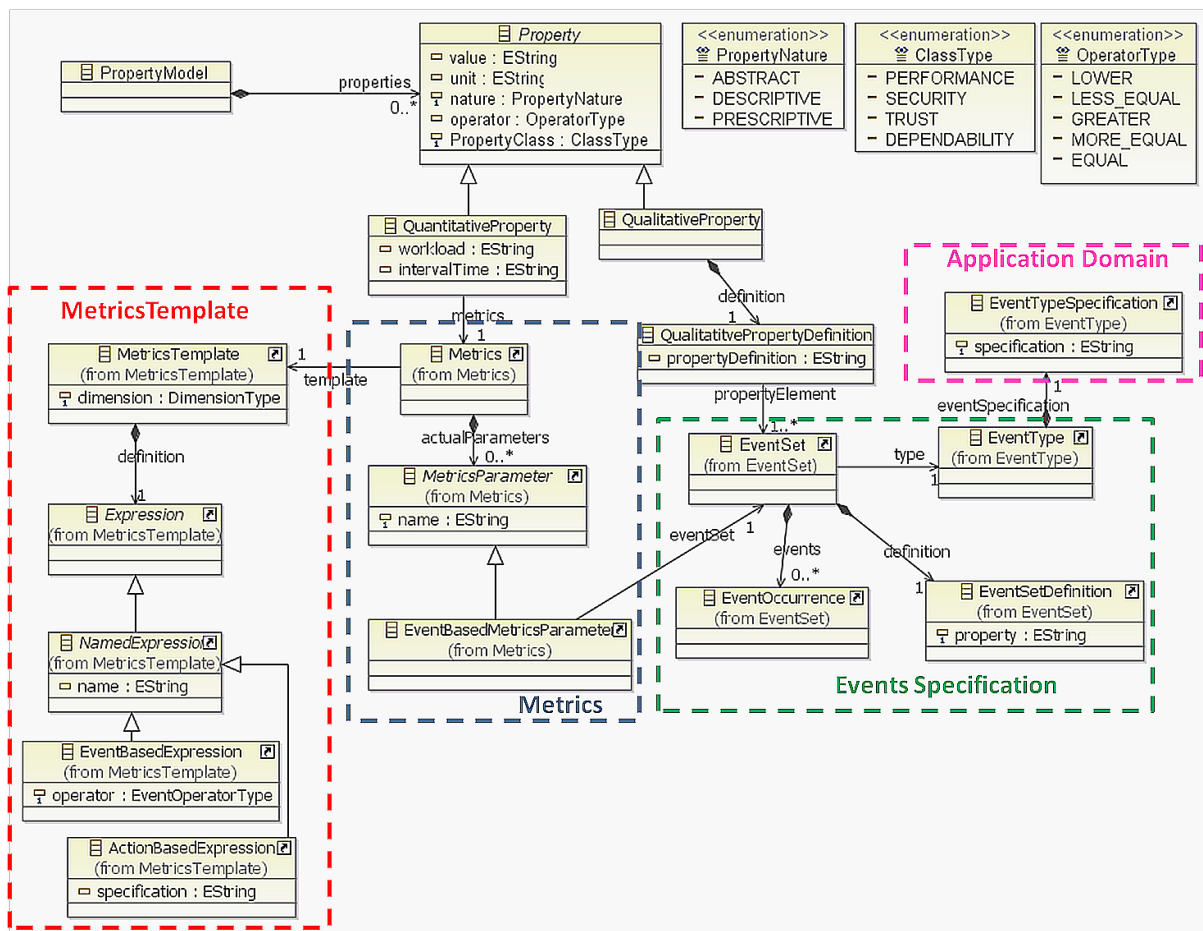 PropertyModel
properties
0..*
Property
value : EString
unit : EString
nature : PropertyNature
operator : OperatorType
PropertyClass : ClassType
<<enumeration>>
PropertyNature
ABSTRACT
DESCRIPTIVE
PRESCRIPTIVE
<<enumeration>>
ClassType
PERFORMANCE
SECURITY
TRUST
DEPENDABILITY
<<enumeration>>
OperatorType
LOWER
LESS_EQUAL
GREATER
MORE_EQUAL
EQUAL
QuantitativeProperty
workload : EString
intervalTime : EString
QualitativeProperty
definition
1
metrics
1
Application Domain
EventTypeSpecification
(from EventType)
specification : EString
MetricsTemplate
MetricsTemplate
(from MetricsTemplate)
dimension : DimensionType
1
template
Metrics
(from Metrics)
QualitatitvePropertyDefinition
propertyDefinition : EString
propertyElement
1..*
1
eventSpecification
actualParameters
0..*
EventSet
(from EventSet)
type
1
EventType
(from EventType)
definition
1
MetricsParameter
(from Metrics)
name : EString
Expression
(from MetricsTemplate)
eventSet
1
events
0..*
definition
1
EventOccurrence
(from EventSet)
EventSetDefinition
(from EventSet)
property : EString
NamedExpression
(from MetricsTemplate)
name : EString
EventBasedMetricsParameter
(from Metrics)
Events Specification
Metrics
EventBasedExpression
(from MetricsTemplate)
operator : EventOperatorType
ActionBasedExpression
(from MetricsTemplate)
specification : EString